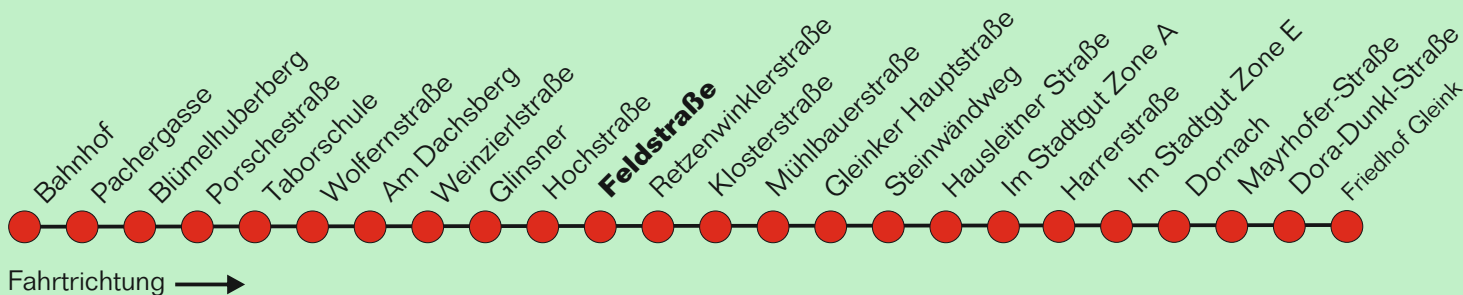 Bahnhof
Pachergasse
Blümelhuberberg
Porschestraße
Taborschule
Wolfernstraße
Am Dachsberg
Weinzierlstraße
Glinsner
Hochstraße
Feldstraße
Retzenwinklerstraße
Klosterstraße
Mühlbauerstraße
Gleinker Hauptstraße
Steinwändweg
Hausleitner Straße
Im Stadtgut Zone A
Harrerstraße
Im Stadtgut Zone E
Dornach
Mayrhofer-Straße
Dora-Dunkl-Straße
Friedhof Gleink
Fahrtrichtung